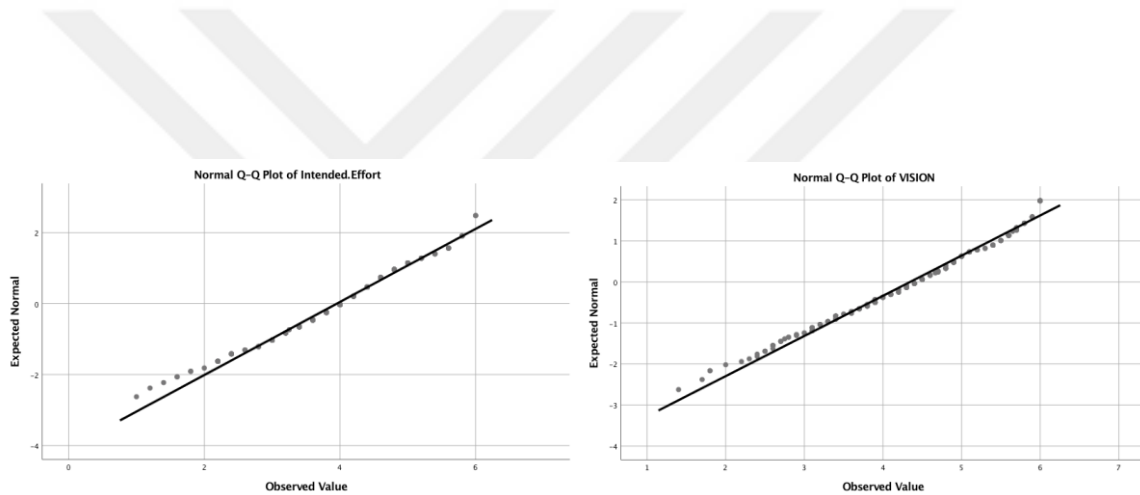 Normal Q-Q Plot of Intended.Effort
2
0
-2
-4
Expected Normal
0 2 4 6
Observed Value
Normal Q-Q Plot of VISION
2
1
0
-1
-2
-3
-4
Expected Normal
1 2 3 4 5 6 7
Observed Value